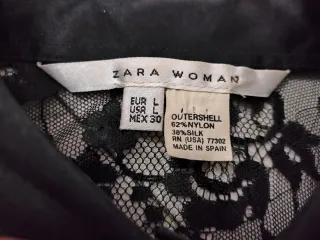 ZARA WOMAN
EUR L
USA L
MEX 30
OUTERSHELL
62% NYLON
38% SILK
RN (USA) 77302
MADE IN SPAIN